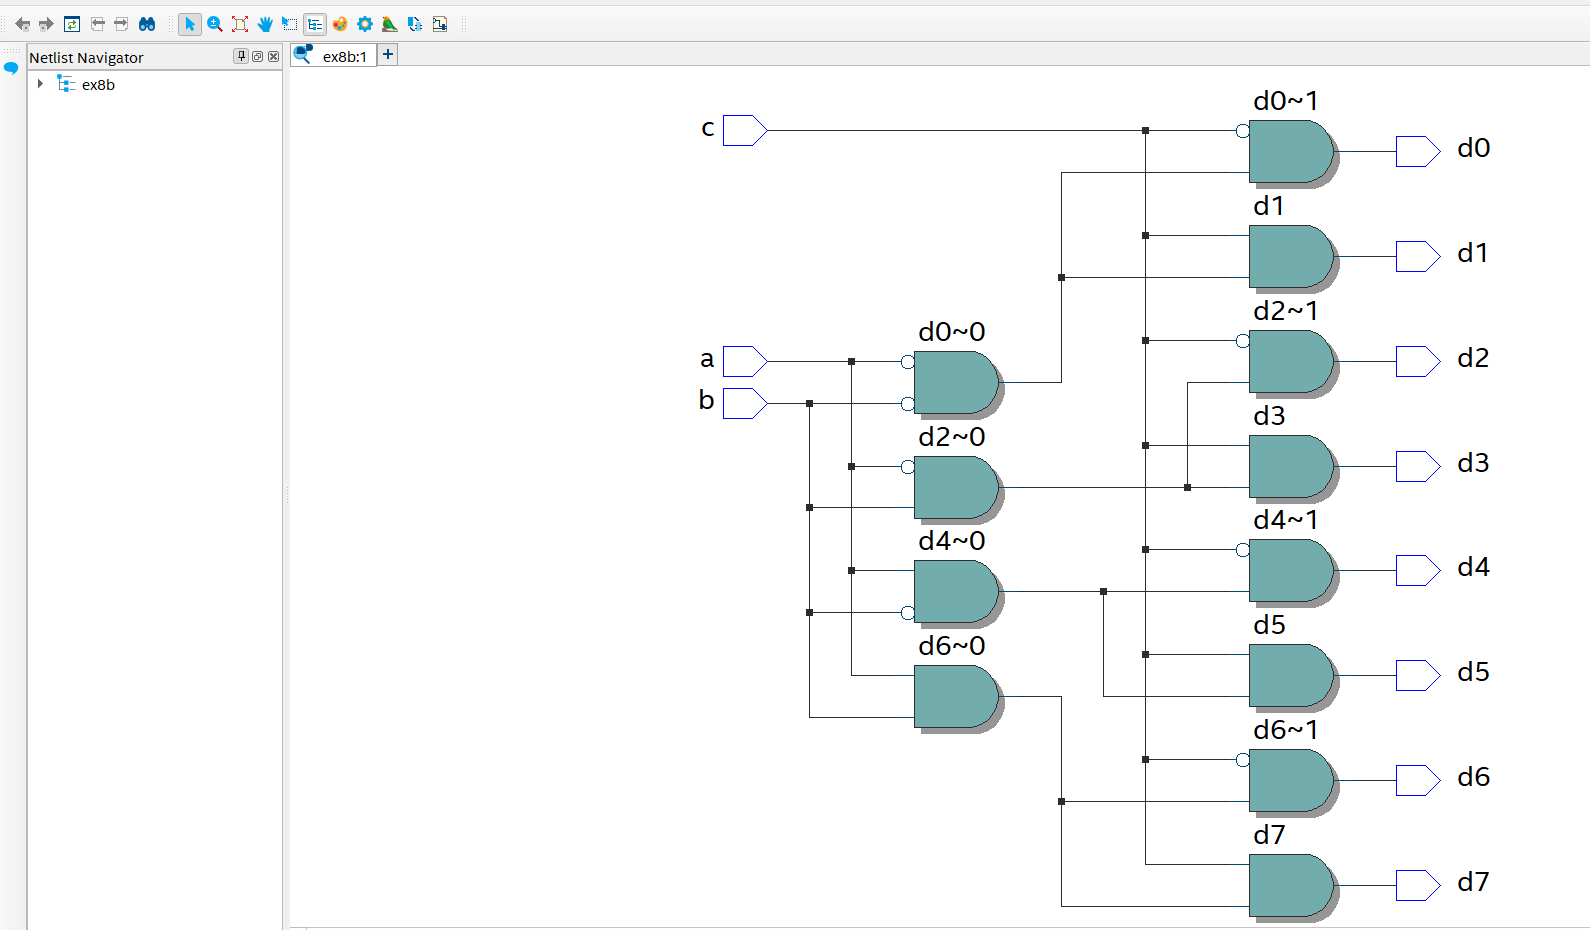 Netlist Navigator
ex8b
ex8b:1
+
c
a
b
d0~0
d2~0
d4~0
d6~0
d0~1
d0
d1
d1
d2~1
d2
d3
d3
d4~1
d4
d5
d5
d6~1
d6
d7
d7